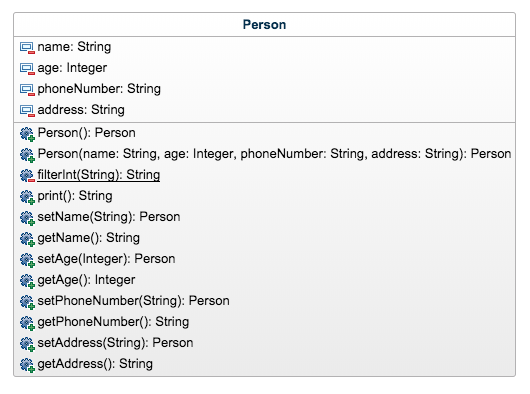 Person
name: String
age: Integer
phoneNumber: String
address: String
Person(): Person
Person(name: String, age: Integer, phoneNumber: String, address: String): Person
filterInt(String): String
print(): String
setName(String): Person
getName(): String
setAge(Integer): Person
getAge(): Integer
setPhoneNumber(String): Person
getPhoneNumber(): String
setAddress(String): Person
getAddress(): String